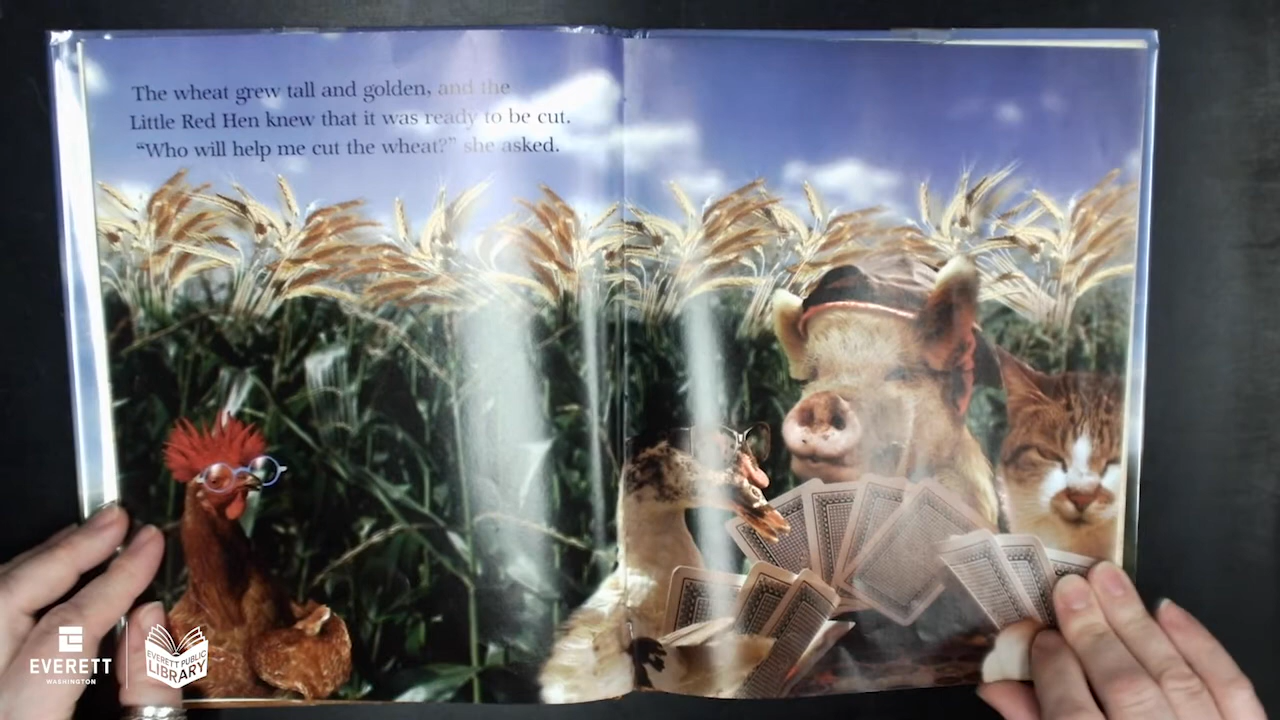 The wheat grew tall and golden, and the
Little Red Hen knew that it was ready to be cut.
“Who will help me cut the wheat?” she asked.
EVERETT
WASHINGTON
EVERETT PUBLIC
LIBRARY